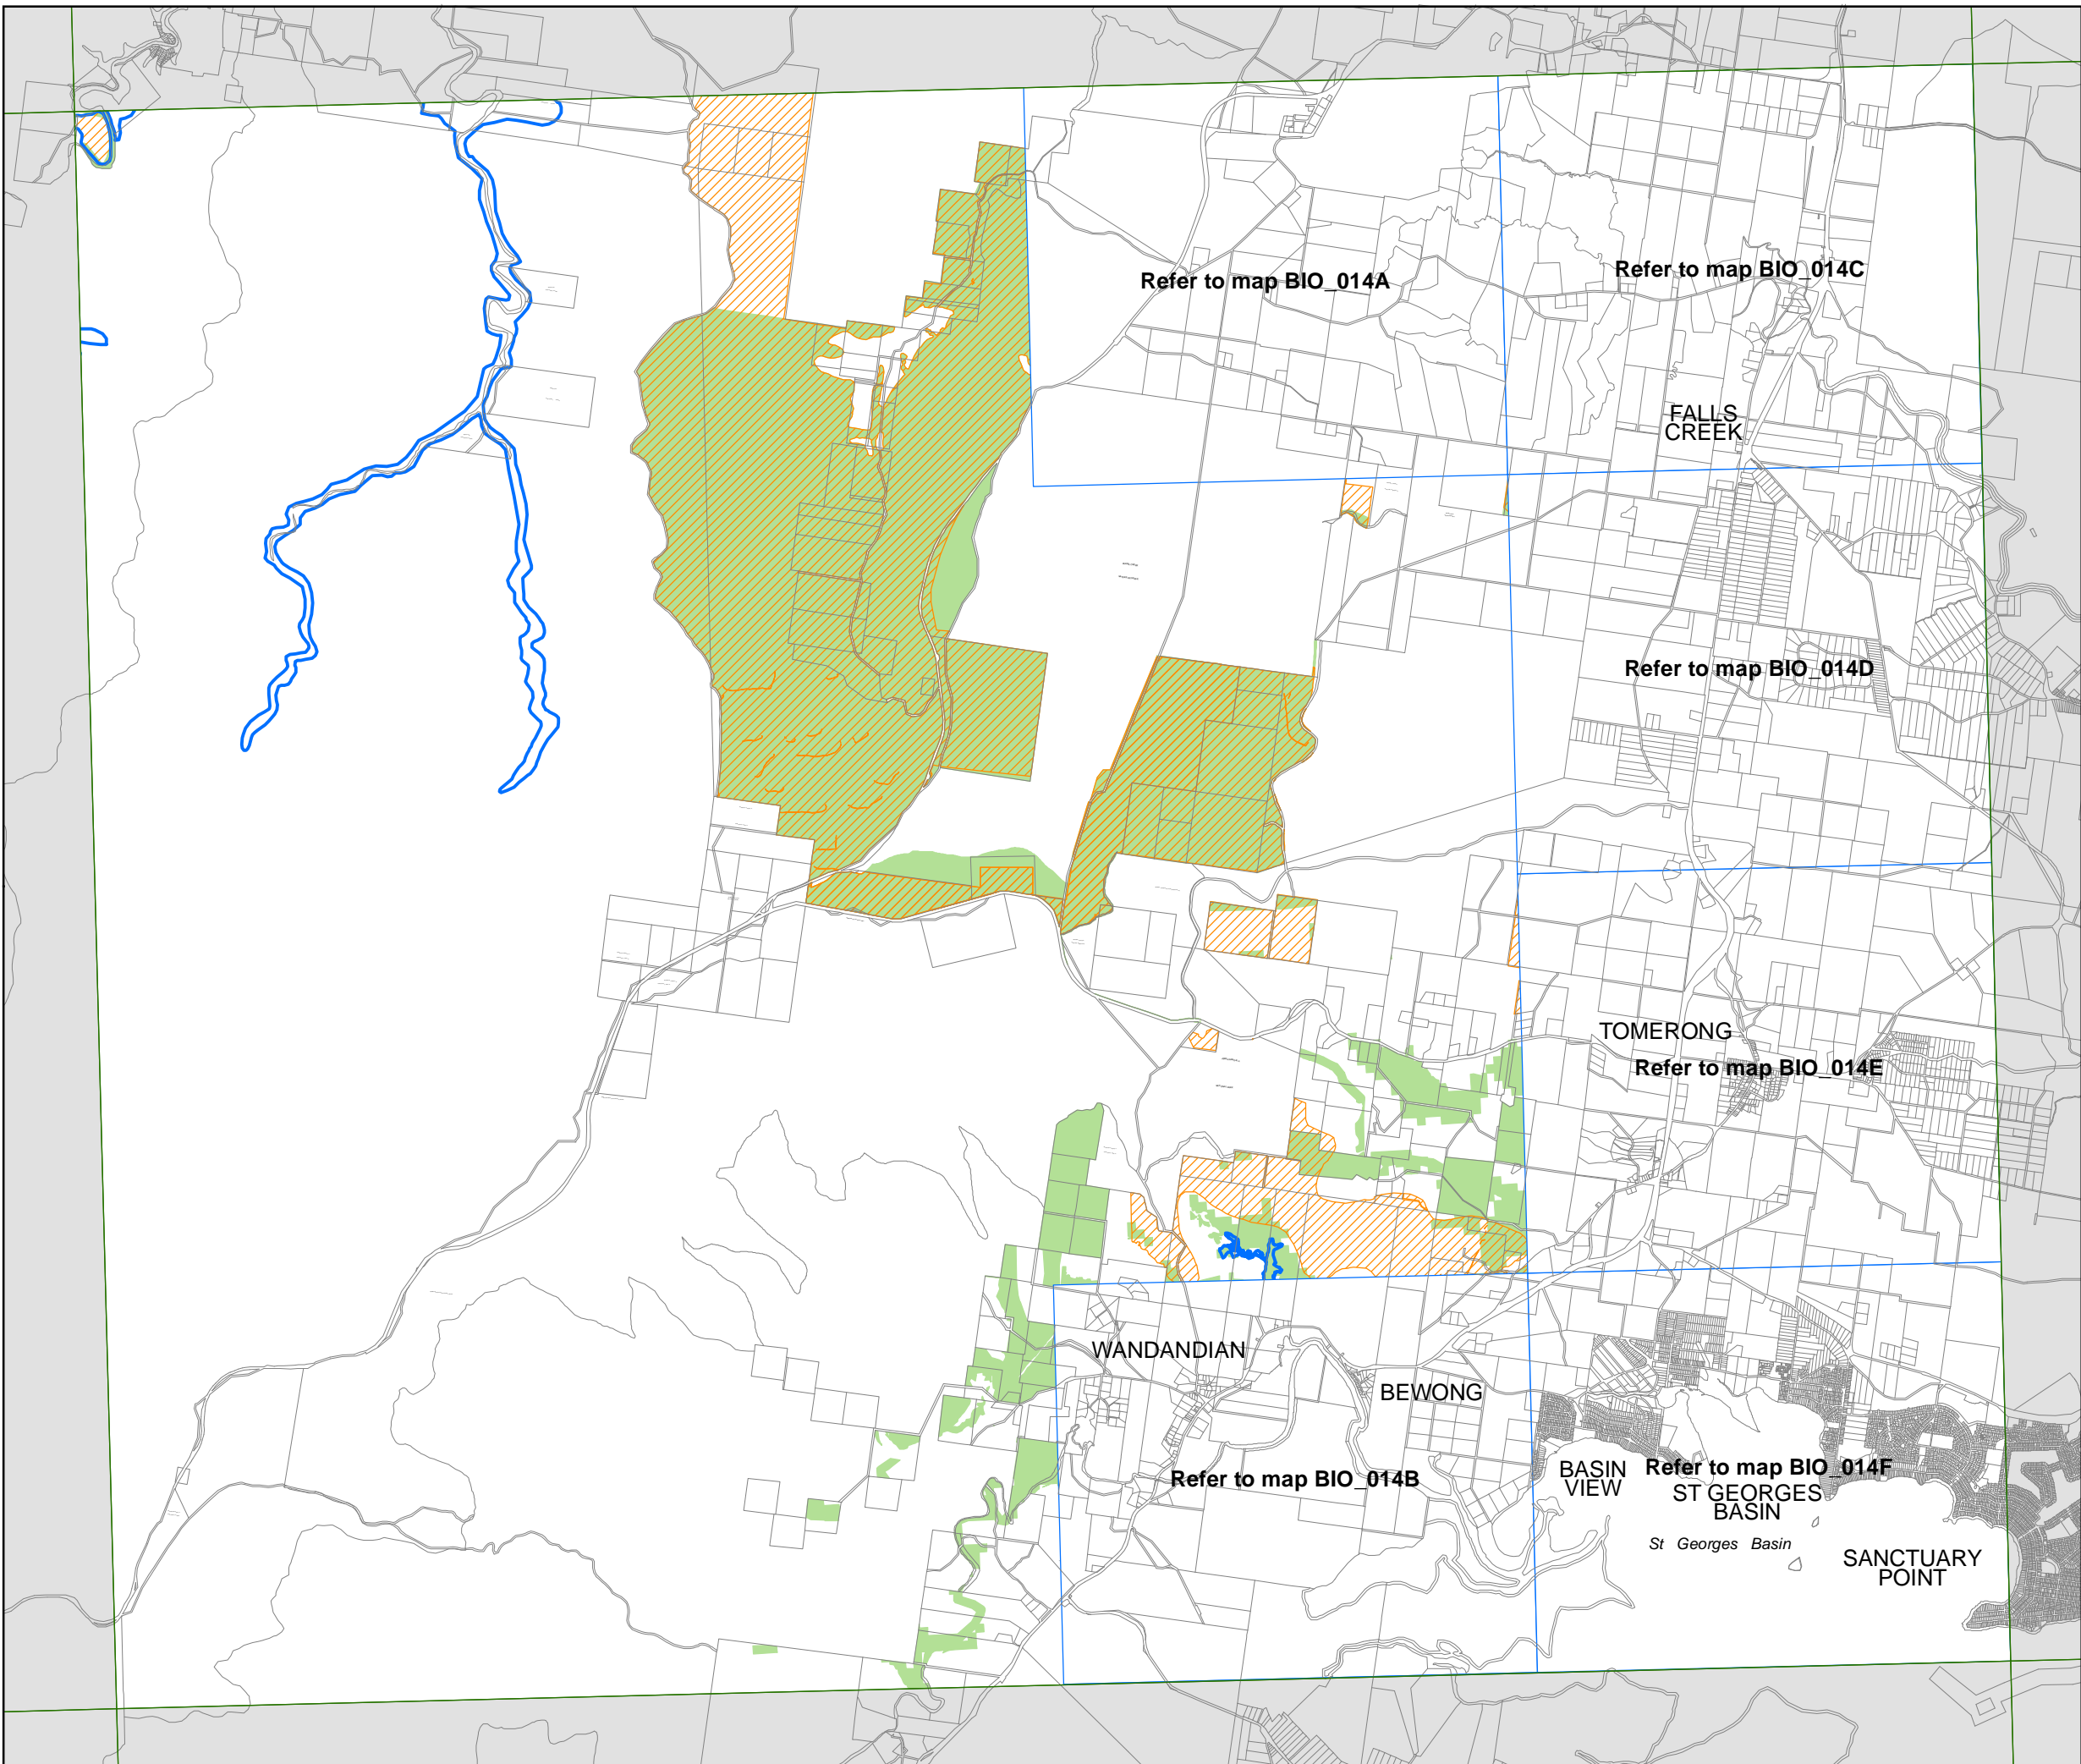 Refer to map BIO_014A
Refer to map BIO_014C
FALLS
CREEK
Refer to map BIO_014D
TOMERONG
Refer to map BIO_014E
WANDANDIAN
BEWONG
Refer to map BIO_014B
BASIN
VIEW
Refer to map BIO_014F
ST GEORGES
BASIN
St Georges Basin
SANCTUARY
POINT